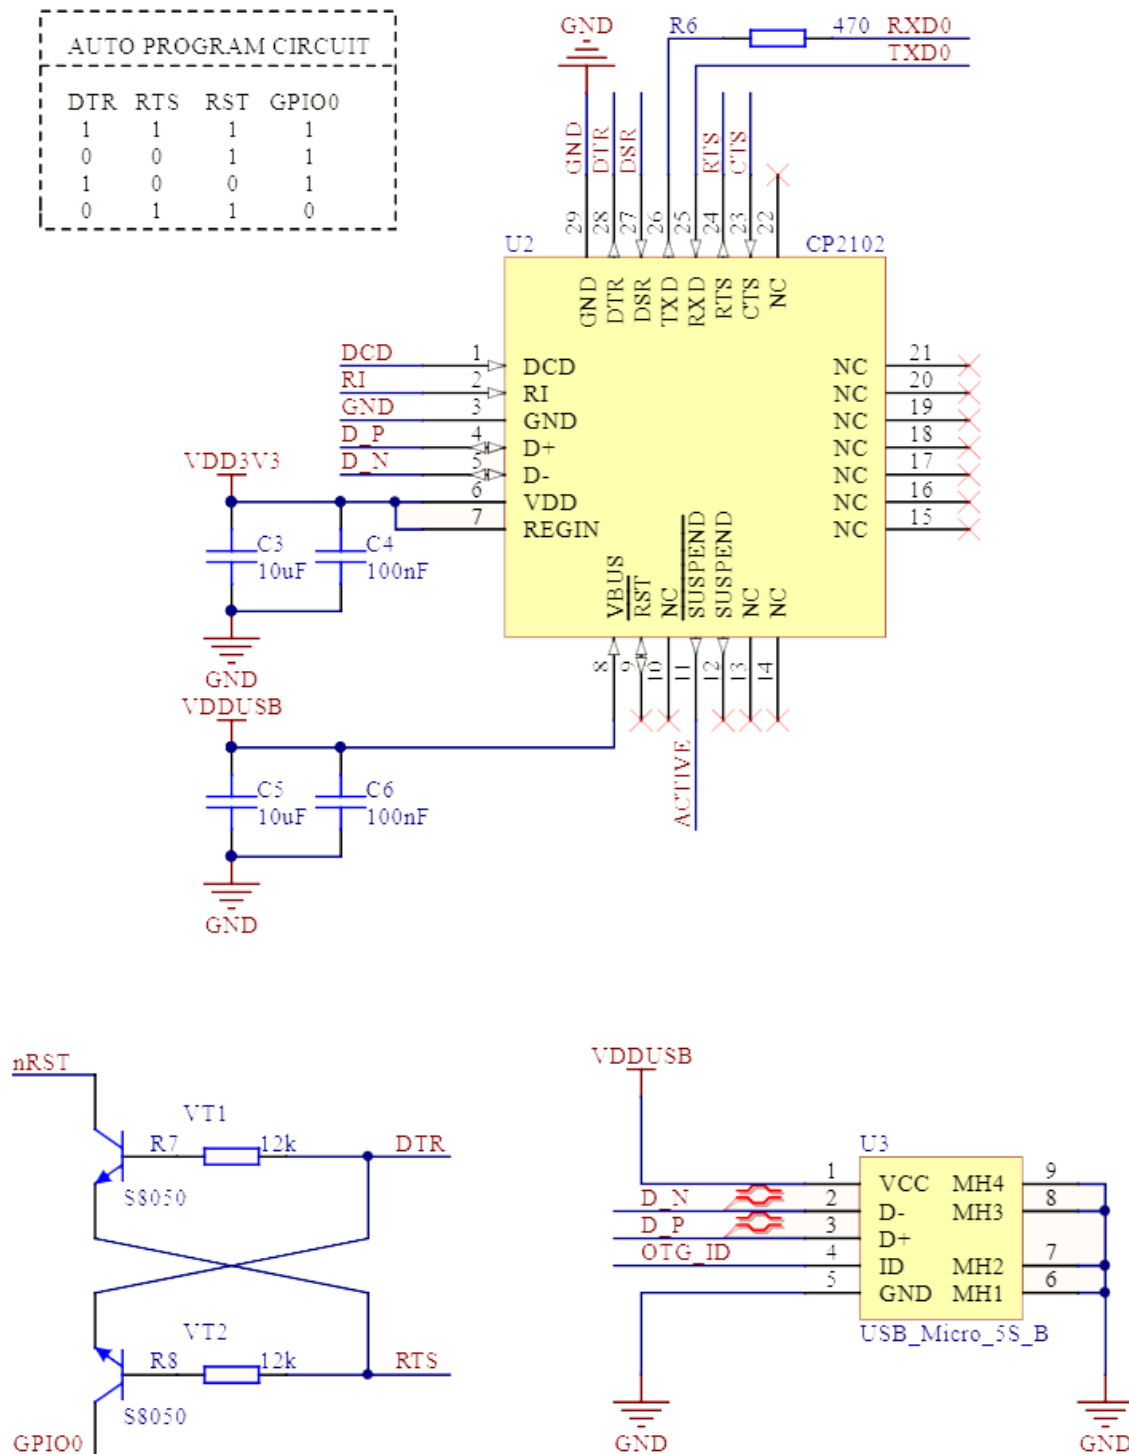 AUTO PROGRAM CIRCUIT
DTR RTS RST GPIO0
1 1 1 1
0 0 1 1
1 0 0 1
0 1 1 0
GND
R6 470 RXD0
TXD0
GND DTR DSR RTS CTS
29 28 27 26 25 24 23 22
U2 CP2102
GND DTR DSR TXD RXD RTS CTS NC
DCD 1 DCD NC 21
RI 2 RI NC 20
GND 3 GND NC 19
D_P 4 D+ NC 18
D_N 5 D- NC 17
VDD3V3
6 VDD NC 16
7 REGIN NC 15
C3 10uF
C4 100nF
VBUS RST NC SUSPEND SUSPEND NC NC
8 9 10 11 12 13 14
GND
VDDUSB
ACTIVE
C5 10uF
C6 100nF
GND
nRST
VT1
R7 12k DTR
S8050
VT2
R8 12k RTS
S8050
GPIO0
VDDUSB
U3
1 VCC MH4 9
D_N 2 D- MH3 8
D_P 3 D+
OTG_ID 4 ID MH2 7
5 GND MH1 6
USB_Micro_5S_B
GND GND